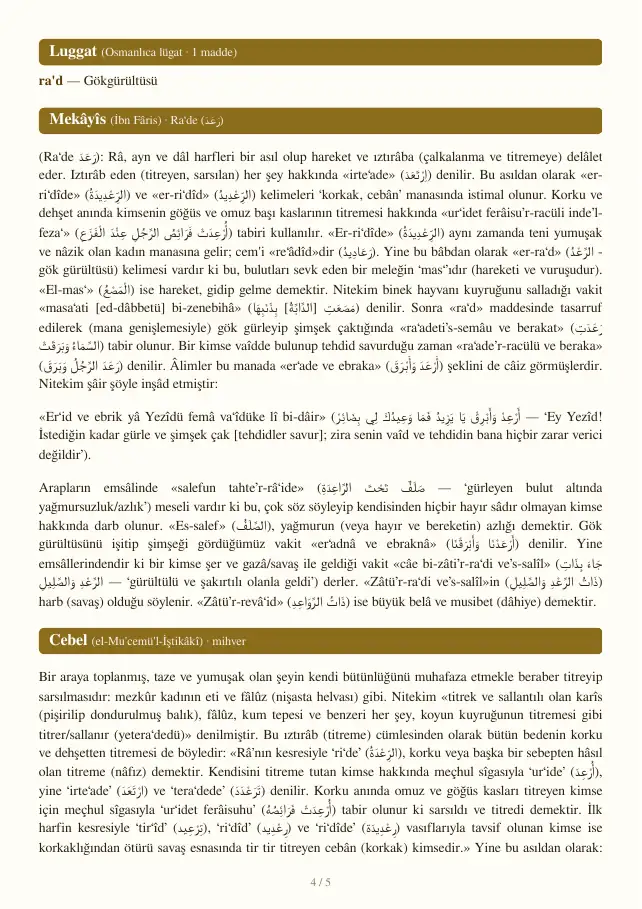 Luggat (Osmanlıca lügat · 1 madde)
ra'd — Gökgürültüsü
Mekâyîs (İbn Fâris) · Ra'de (رَعَدَ)
(Ra‘de رَعَدَ): Râ, ayn ve dâl harfleri bir asıl olup hareket ve ıztırâba (çalkalanma ve titremeye) delâlet
eder. Iztırâb eden (titreyen, sarsılan) her şey hakkında «irte‘ade» (اِرْتَعَدَ) denilir. Bu asıldan olarak «er-
ri‘dîde» (الرِّعْدِيدَةُ) ve «er-ri‘dîd» (الرِّعْدِيدُ) kelimeleri ‘korkak, cebân’ manasında istimal olunur. Korku ve
dehşet anında kimsenin göğüs ve omuz başı kaslarının titremesi hakkında «ur‘idet ferâisu’r-racüli inde’l-
feza‘» (أُرْعِدَتْ فَرَائِصُ الرَّجُلِ عِنْدَ الْفَزَعِ) tabiri kullanılır. «Er-ri‘dîde» (الرِّعْدِيدَةُ) aynı zamanda teni yumuşak
ve nâzik olan kadın manasına gelir; cem'i «re‘âdîd»dir (رَعَادِيدُ). Yine bu bâbdan olarak «er-ra‘d» (الرَّعْدُ -
gök gürültüsü) kelimesi vardır ki bu, bulutları sevk eden bir meleğin ‘mas‘’ıdır (hareketi ve vuruşudur).
«El-mas‘» (الْمَصْعُ) ise hareket, gidip gelme demektir. Nitekim binek hayvanı kuyruğunu salladığı vakit
«masa‘ati [ed-dâbbetü] bi-zenebihâ» (مَصَعَتِ [الدَّابَّةُ] بِذَنَبِهَا) denilir. Sonra «ra‘d» maddesinde tasarruf
edilerek (mana genişlemesiyle) gök gürleyip şimşek çaktığında «ra‘adeti’s-semâu ve berakat» (رَعَدَتِ
السَّمَاءُ وَبَرَقَتْ) tabir olunur. Bir kimse vaîdde bulunup tehdid savurduğu zaman «ra‘ade’r-racülü ve beraka»
(رَعَدَ الرَّجُلُ وَبَرَقَ) denilir. Âlimler bu manada «er‘ade ve ebraka» (أَرْعَدَ وَأَبْرَقَ) şeklini de câiz görmüşlerdir.
Nitekim şâir şöyle inşâd etmiştir:
«Er‘id ve ebrik yâ Yezîdü femâ va‘îdüke lî bi-dâir» (أَرْعِدْ وَأَبْرِقْ يَا يَزِيدُ فَمَا وَعِيدُكَ لِي بِضَائِرْ — ‘Ey Yezîd!
İstediğin kadar gürle ve şimşek çak [tehdidler savur]; zira senin vaîd ve tehdidin bana hiçbir zarar verici
değildir’).
Arapların emsâlinde «salefun tahte’r-râ‘ide» (صَلَفٌ تَحْتَ الرَّاعِدَةِ — ‘gürleyen bulut altında
yağmursuzluk/azlık’) meseli vardır ki bu, çok söz söyleyip kendisinden hiçbir hayır sâdır olmayan kimse
hakkında darb olunur. «Es-salef» (الصَّلَفُ), yağmurun (veya hayır ve bereketin) azlığı demektir. Gök
gürültüsünü işitip şimşeği gördüğümüz vakit «er‘adnâ ve ebraknâ» (أَرْعَدْنَا وَأَبْرَقْنَا) denilir. Yine
emsâllerindendir ki bir kimse şer ve gazâ/savaş ile geldiği vakit «câe bi-zâti’r-ra‘di ve’s-salîl» (جَاءَ بِذَاتِ
الرَّعْدِ وَالصَّلِيلِ — ‘gürültülü ve şakırtılı olanla geldi’) derler. «Zâtü’r-ra‘di ve’s-salîl»in (ذَاتُ الرَّعْدِ وَالصَّلِيلِ)
harb (savaş) olduğu söylenir. «Zâtü’r-revâ‘id» (ذَاتُ الرَّوَاعِدِ) ise büyük belâ ve musibet (dâhiye) demektir.
Cebel (el-Mu'cemü'l-İştikâkî) · mihver
Bir araya toplanmış, taze ve yumuşak olan şeyin kendi bütünlüğünü muhafaza etmekle beraber titreyip
sarsılmasıdır: mezkûr kadının eti ve fâlûz (nişasta helvası) gibi. Nitekim «titrek ve sallantılı olan karîs
(pişirilip dondurulmuş balık), fâlûz, kum tepesi ve benzeri her şey, koyun kuyruğunun titremesi gibi
titrer/sallanır (yetera‘dedü)» denilmiştir. Bu ıztırâb (titreme) cümlesinden olarak bütün bedenin korku
ve dehşetten titremesi de böyledir: «Râ’nın kesresiyle ‘ri‘de’ (الرِّعْدَةُ), korku veya başka bir sebepten hâsıl
olan titreme (nâfız) demektir. Kendisini titreme tutan kimse hakkında meçhul sîgasıyla ‘ur‘ide’ (أُرْعِدَ),
yine ‘irte‘ade’ (ارْتَعَدَ) ve ‘tera‘dede’ (تَرَعْدَدَ) denilir. Korku anında omuz ve göğüs kasları titreyen kimse
için meçhul sîgasıyla ‘ur‘idet ferâisuhu’ (أُرْعِدَتْ فَرَائِصُهُ) tabir olunur ki sarsıldı ve titredi demektir. İlk
harfin kesresiyle ‘tir‘îd’ (تِرْعِيد), ‘ri‘dîd’ (رِعْدِيد) ve ‘ri‘dîde’ (رِعْدِيدَة) vasıflarıyla tavsif olunan kimse ise
korkaklığından ötürü savaş esnasında tir tir titreyen cebân (korkak) kimsedir.» Yine bu asıldan olarak:
4 / 5